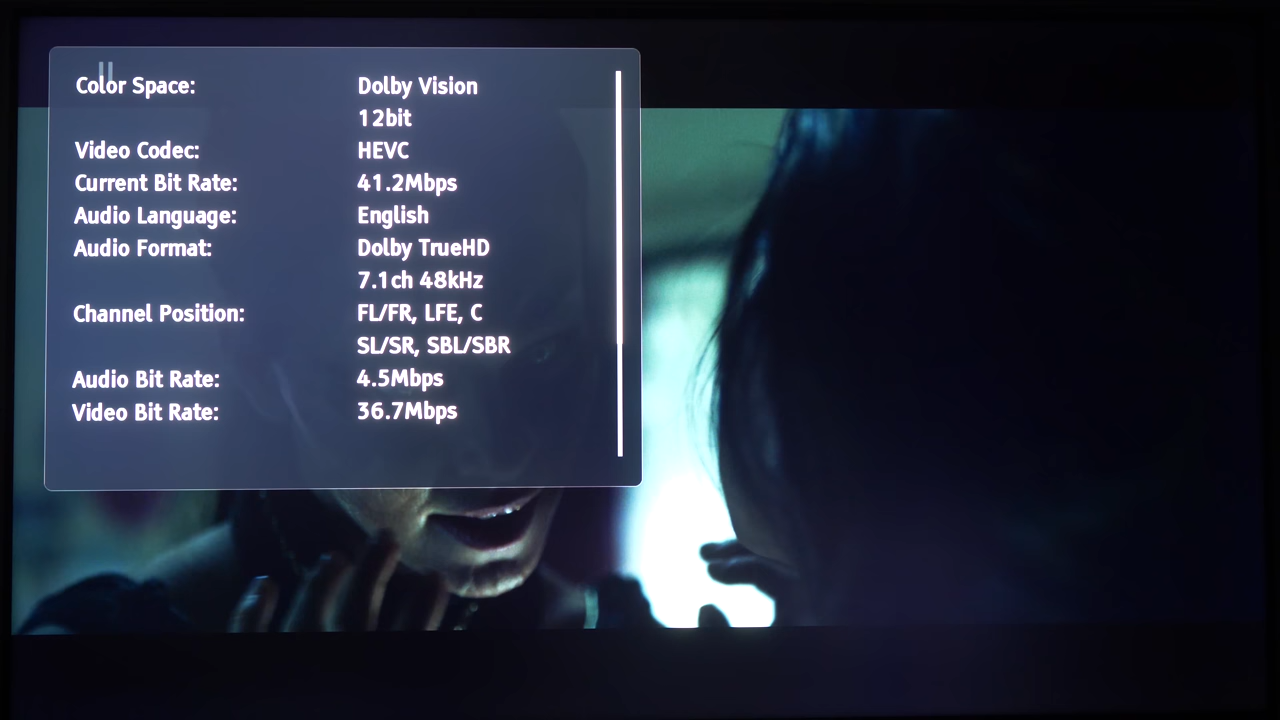 Color Space: Dolby Vision
12bit
Video Codec: HEVC
Current Bit Rate: 41.2Mbps
Audio Language: English
Audio Format: Dolby TrueHD
7.1ch 48kHz
Channel Position: FL/FR, LFE, C
SL/SR, SBL/SBR
Audio Bit Rate: 4.5Mbps
Video Bit Rate: 36.7Mbps